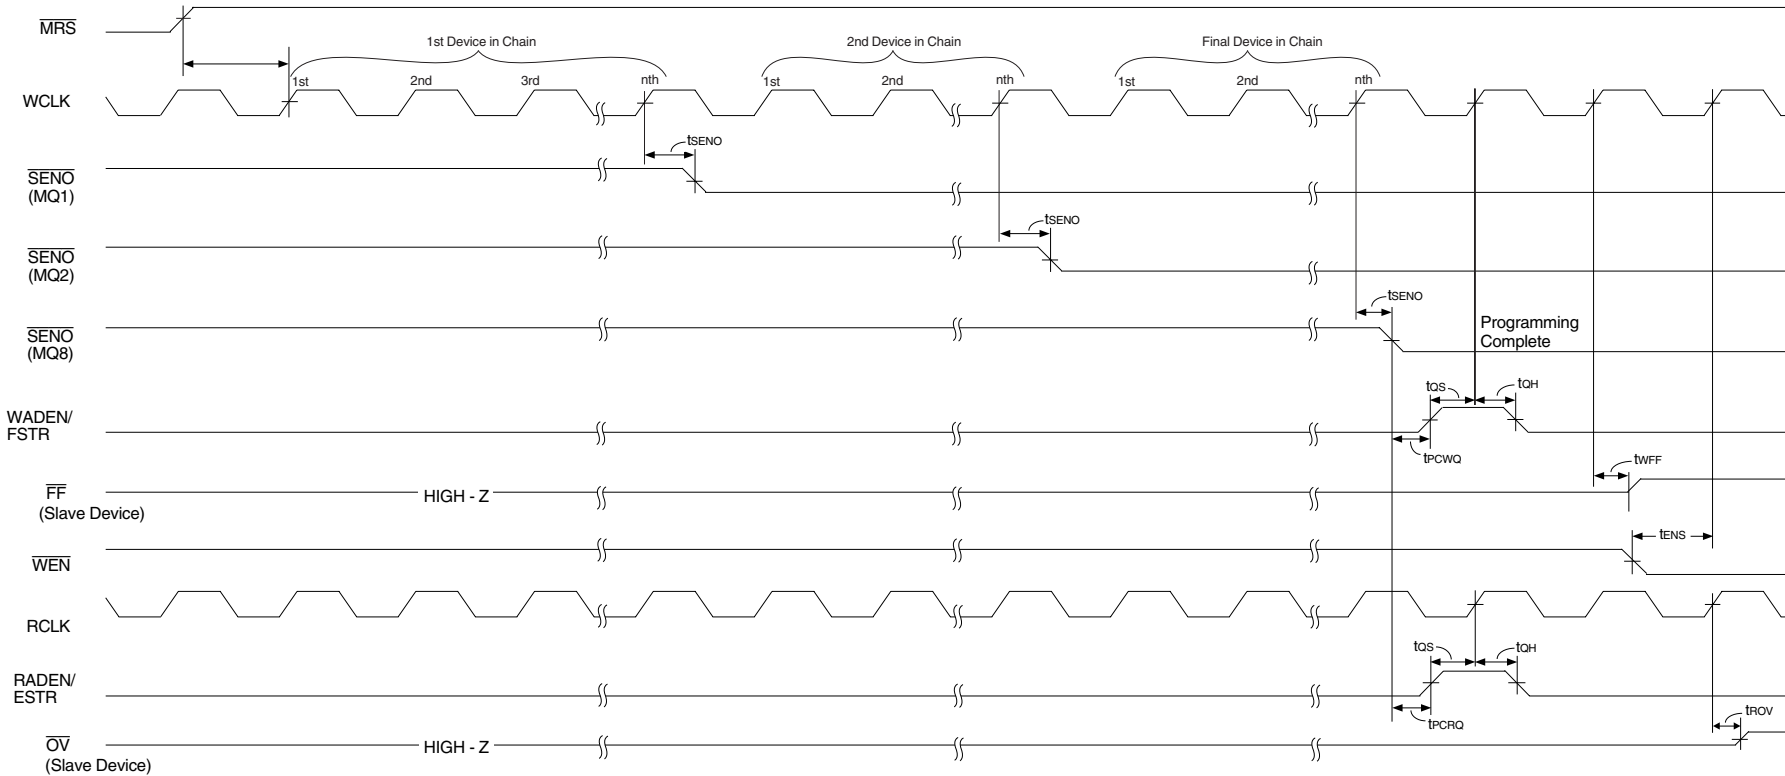 MRS
1st Device in Chain
2nd Device in Chain
Final Device in Chain
WCLK
1st
2nd
3rd
nth
1st
2nd
nth
1st
2nd
nth
tSENO
SENO
(MQ1)
tSENO
SENO
(MQ2)
tSENO
SENO
(MQ8)
Programming
Complete
tQS
tQH
WADEN/
FSTR
tPCWQ
tWFF
FF
(Slave Device)
HIGH - Z
WEN
tENS
RCLK
tQS
tQH
RADEN/
ESTR
tPCRQ
tROV
OV
(Slave Device)
HIGH - Z